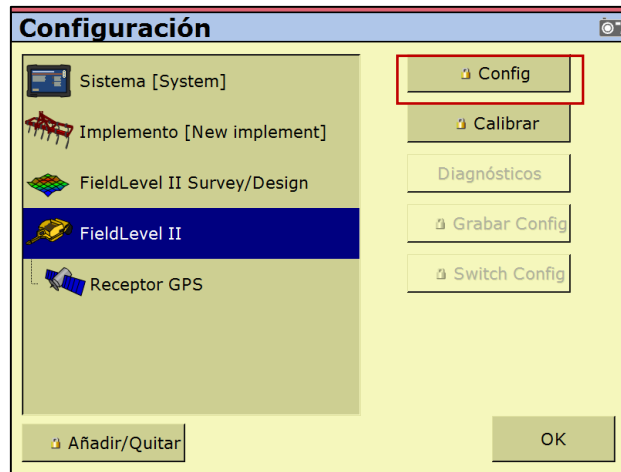 Configuración
Sistema [System]
Implemento [New implement]
FieldLevel II Survey/Design
FieldLevel II
Receptor GPS
Config
Calibrar
Diagnósticos
Grabar Config
Switch Config
Añadir/Quitar
OK